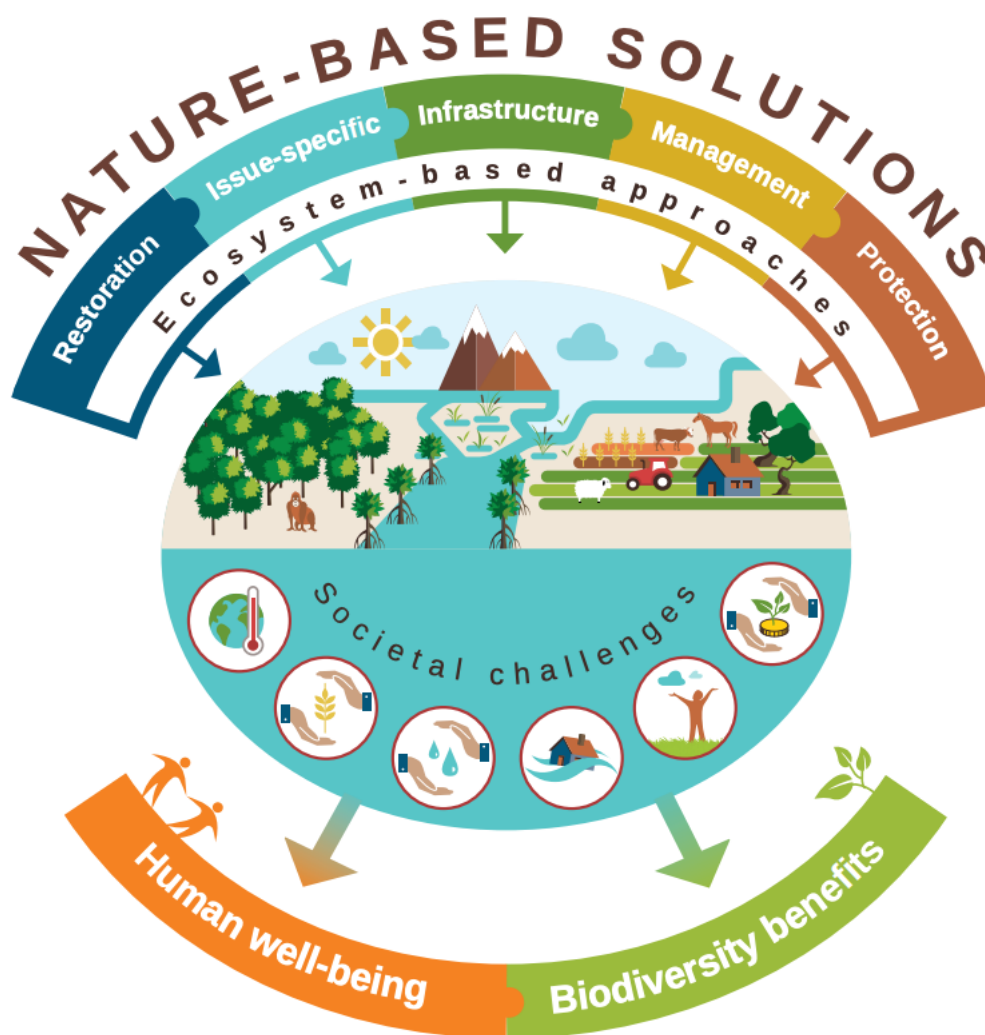 NATURE-BASED SOLUTIONS
Restoration
Issue-specific
Infrastructure
Management
Protection
Ecosystem-based approaches
Societal challenges
Human well-being
Biodiversity benefits